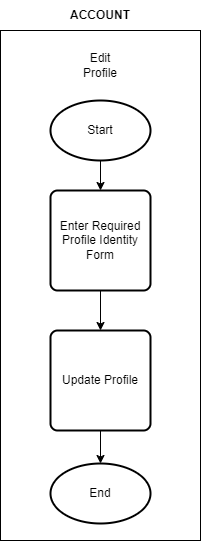 ACCOUNT
Edit
Profile
Start
Enter Required
Profile Identity
Form
Update Profile
End